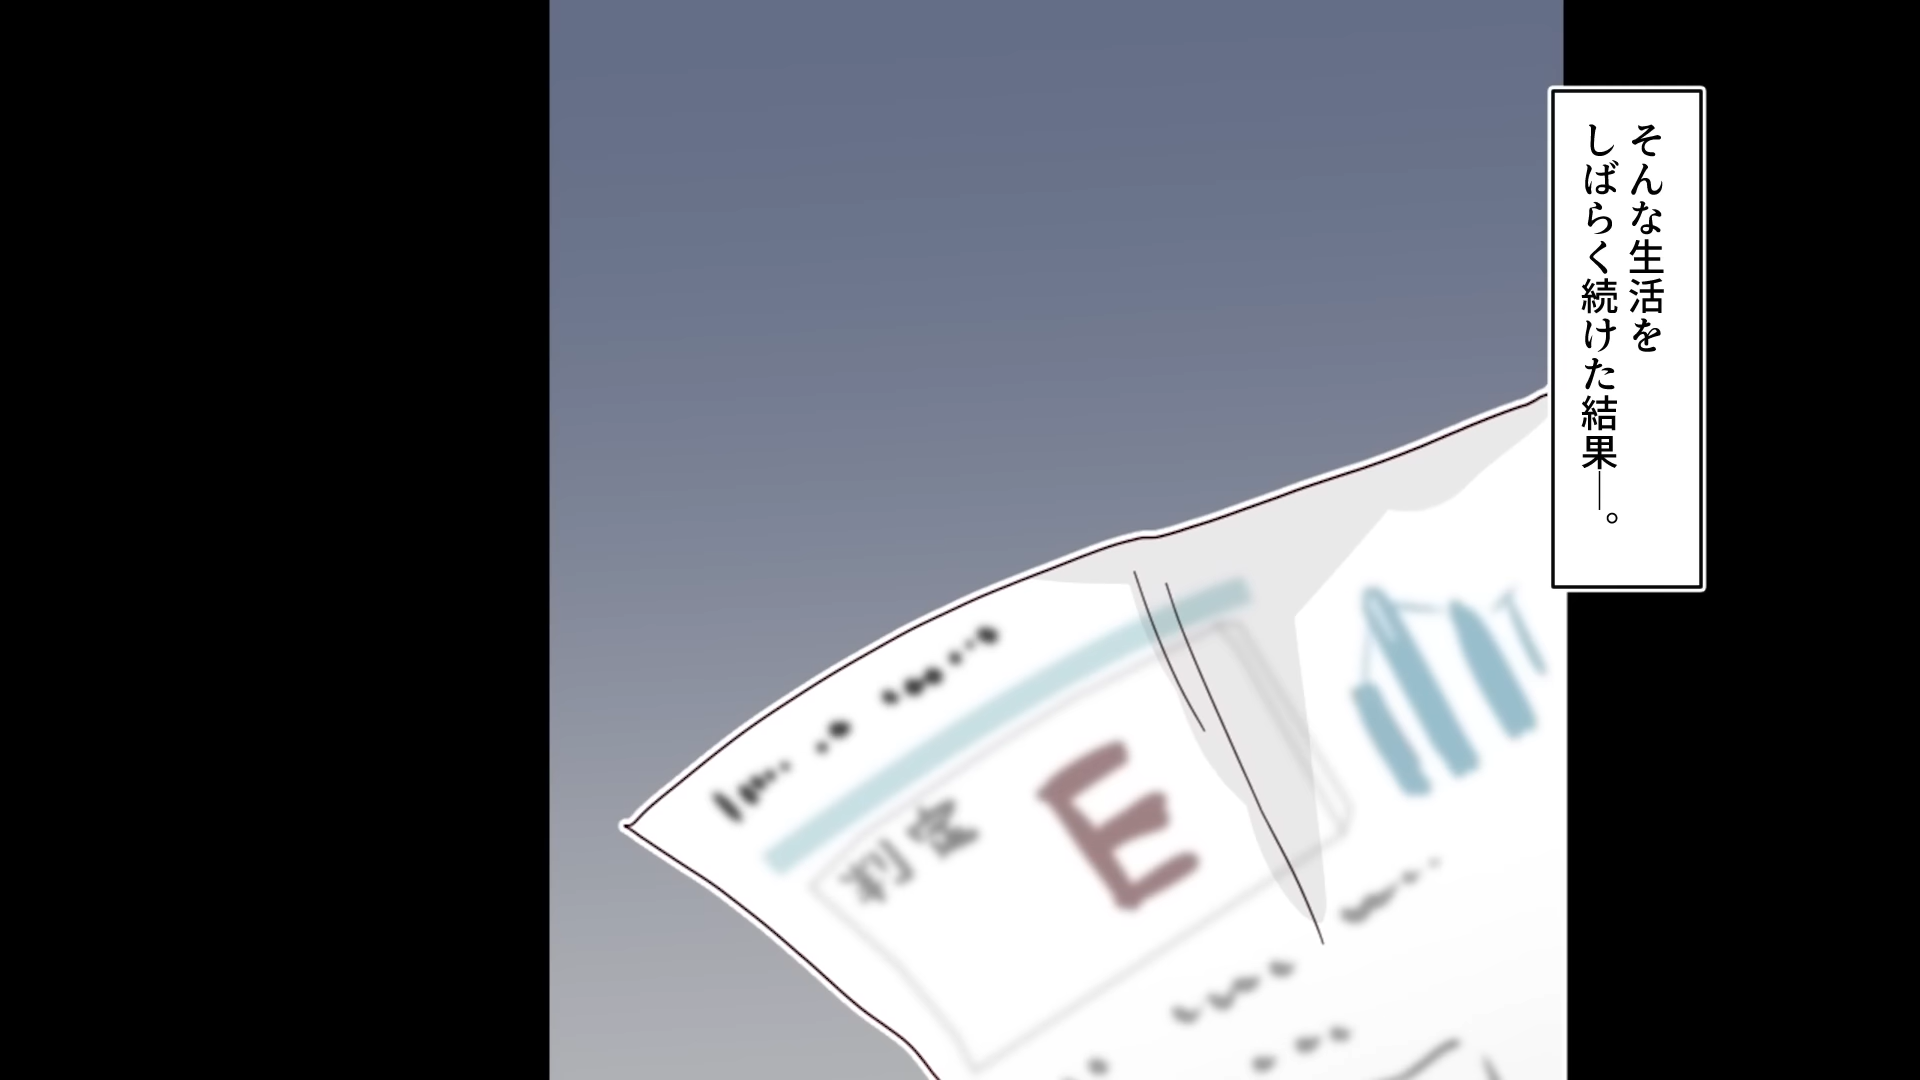 そんな生活を
しばらく続けた結果―。
判定
E